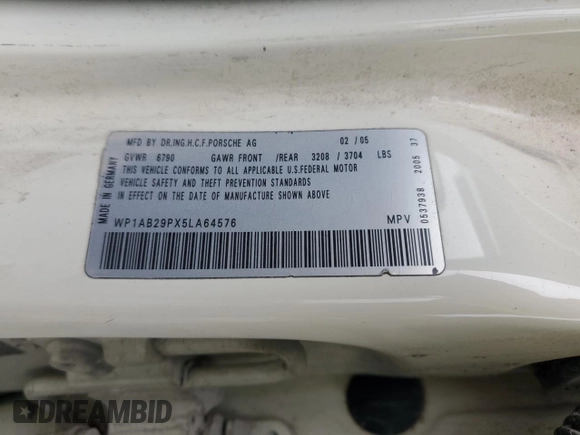 MFD BY DR.ING.H.C.F.PORSCHE AG 02/05
GVWR 6790 GAWR FRONT /REAR 3208 / 3704 LBS
THIS VEHICLE CONFORMS TO ALL APPLICABLE U.S.FEDERAL MOTOR
VEHICLE SAFETY AND THEFT PREVENTION STANDARDS
IN EFFECT ON THE DATE OF MANUFACTURE SHOWN ABOVE.
WP1AB29PX5LA64576 MPV
MADE IN GERMANY
0537938 2005 37
DREAMBID